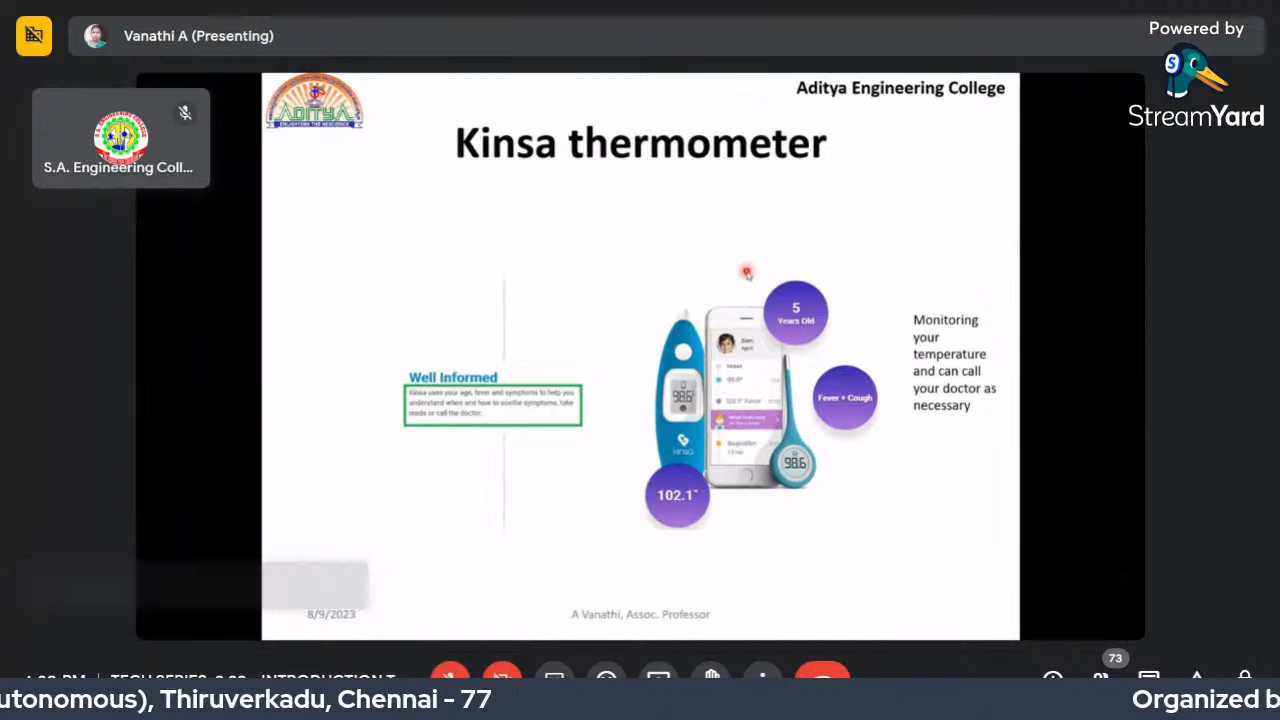 Vanathi A (Presenting)
Powered by
StreamYard
S.A. Engineering Coll...
ADITYA
Aditya Engineering College
Kinsa thermometer
Well Informed
Kinsa uses your age, fever and symptoms to help you
understand when and how to soothe symptoms, take
meds or call the doctor.
98.6
kinsa
102.1°
5
Years Old
Fever + Cough
98.6
Monitoring
your
temperature
and can call
your doctor as
necessary
8/9/2023
A Vanathi, Assoc. Professor
73
utonomous), Thiruverkadu, Chennai - 77
Organized b